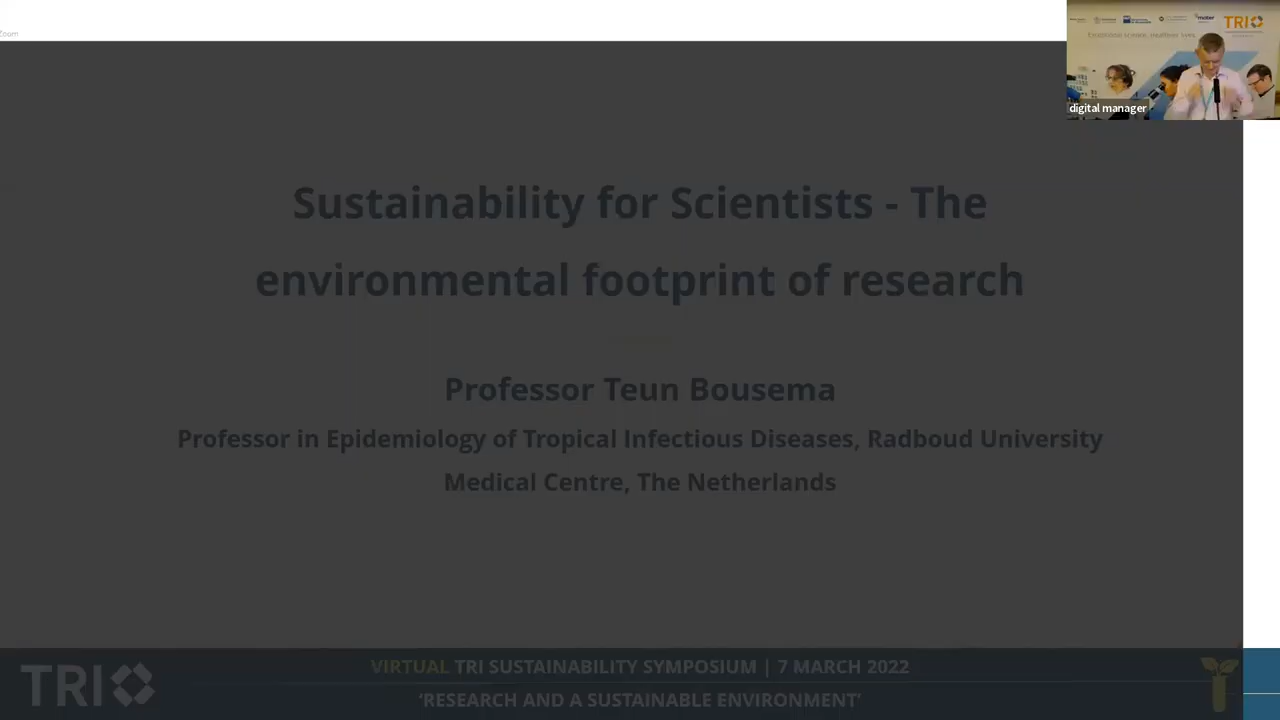 Zoom
mater
TRI
digital manager
Sustainability for Scientists - The
environmental footprint of research
Professor Teun Bousema
Professor in Epidemiology of Tropical Infectious Diseases, Radboud University
Medical Centre, The Netherlands
TRI
VIRTUAL TRI SUSTAINABILITY SYMPOSIUM | 7 MARCH 2022
‘RESEARCH AND A SUSTAINABLE ENVIRONMENT’